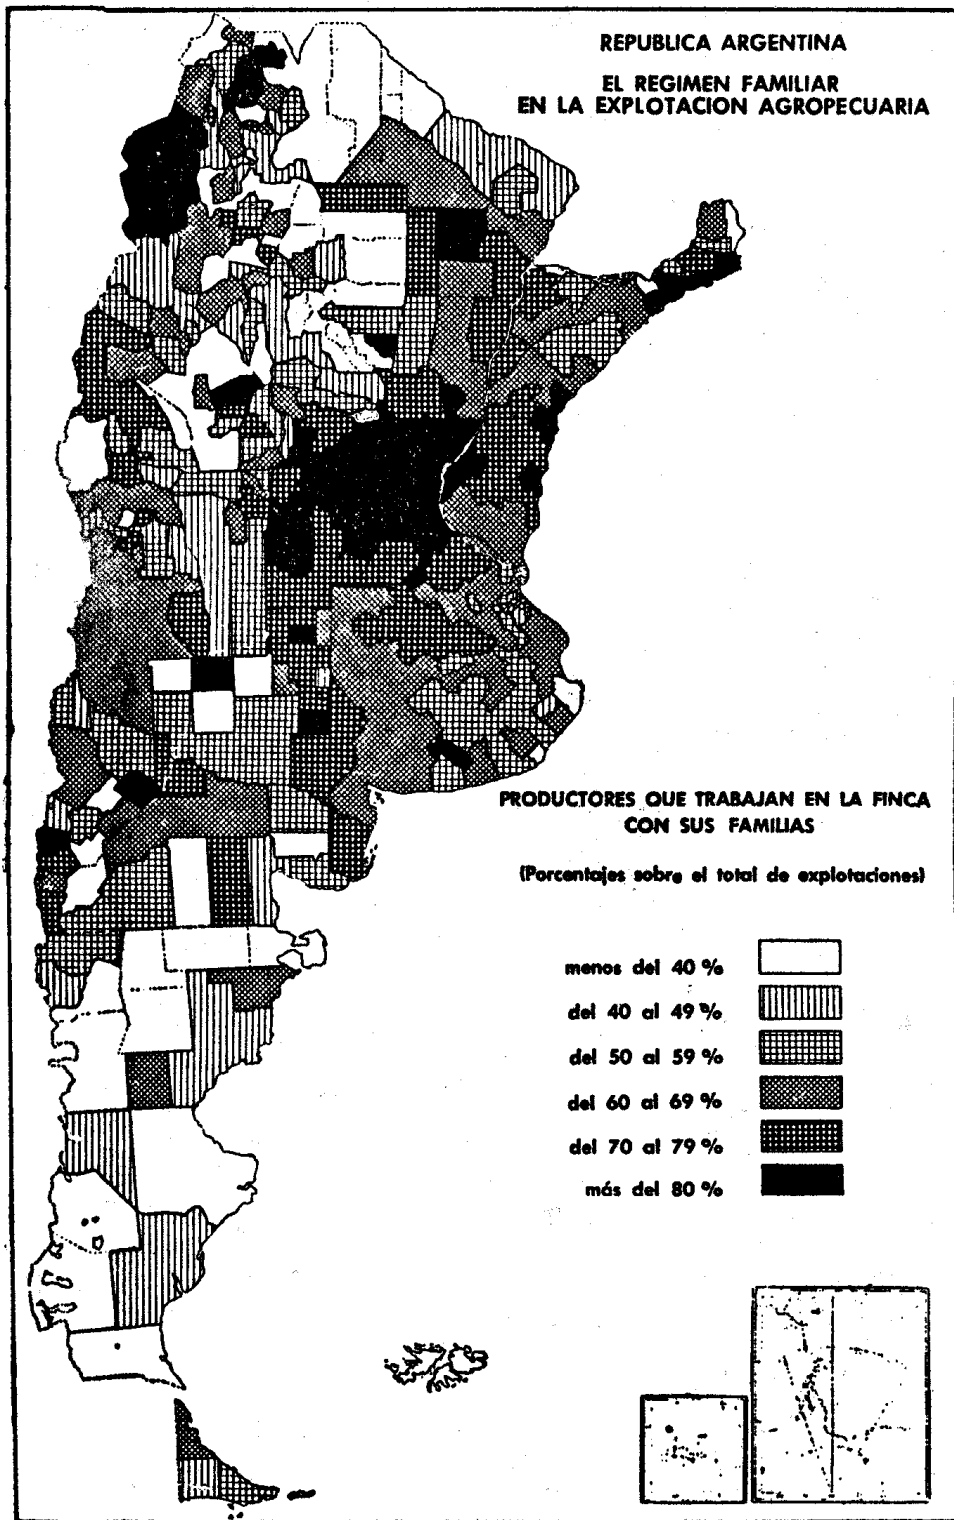 REPUBLICA ARGENTINA
EL REGIMEN FAMILIAR
EN LA EXPLOTACION AGROPECUARIA
PRODUCTORES QUE TRABAJAN EN LA FINCA
CON SUS FAMILIAS
(Porcentajes sobre el total de explotaciones)
menos del 40 %
del 40 al 49 %
del 50 al 59 %
del 60 al 69 %
del 70 al 79 %
más del 80 %